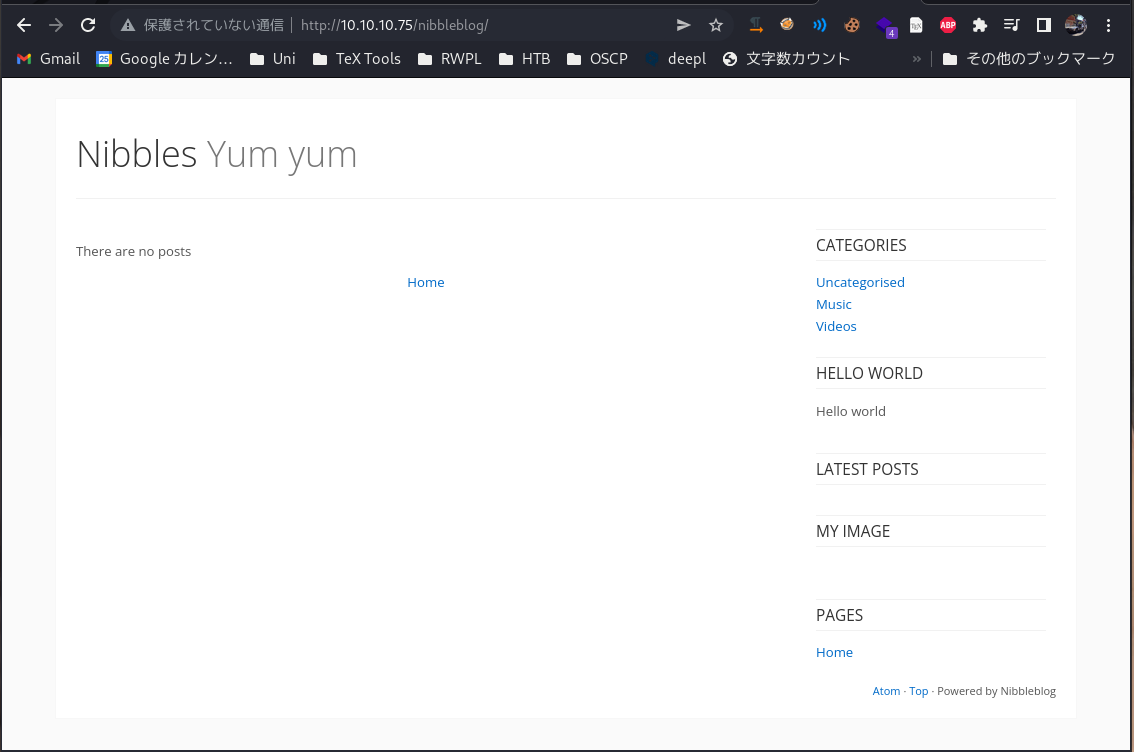 保護されていない通信 | http://10.10.10.75/nibbleblog/
4
ABP
Gmail
25
Google カレン…
Uni
TeX Tools
RWPL
HTB
OSCP
deepl
文字数カウント
»
その他のブックマーク
Nibbles Yum yum
There are no posts
Home
CATEGORIES
Uncategorised
Music
Videos
HELLO WORLD
Hello world
LATEST POSTS
MY IMAGE
PAGES
Home
Atom · Top · Powered by Nibbleblog